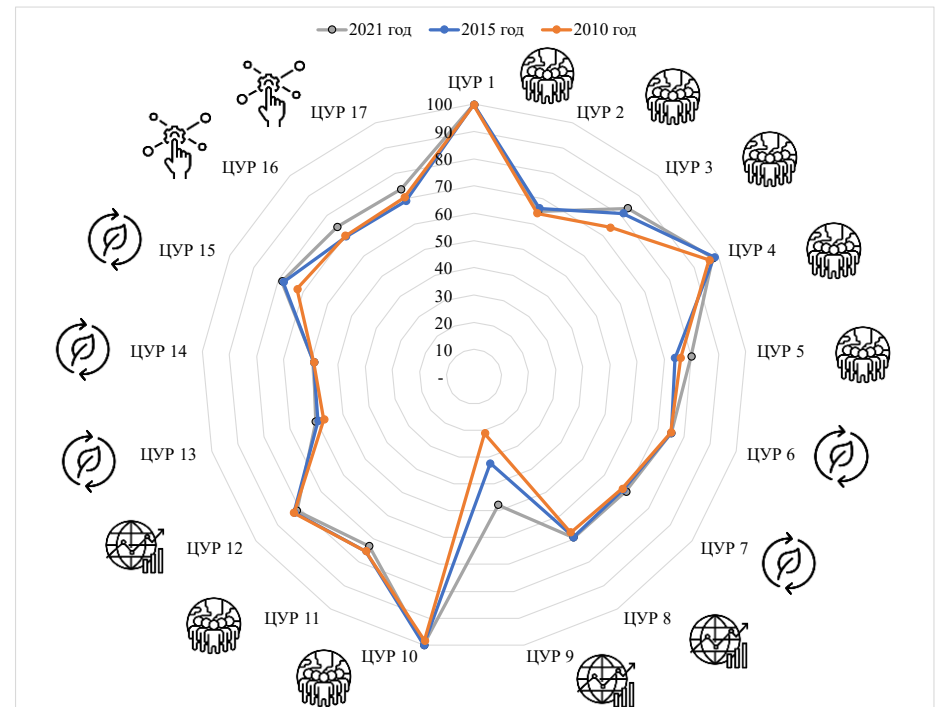 2021 год 2015 год 2010 год
ЦУР 1
ЦУР 2
ЦУР 3
ЦУР 4
ЦУР 5
ЦУР 6
ЦУР 7
ЦУР 8
ЦУР 9
ЦУР 10
ЦУР 11
ЦУР 12
ЦУР 13
ЦУР 14
ЦУР 15
ЦУР 16
ЦУР 17
100
90
80
70
60
50
40
30
20
10
-